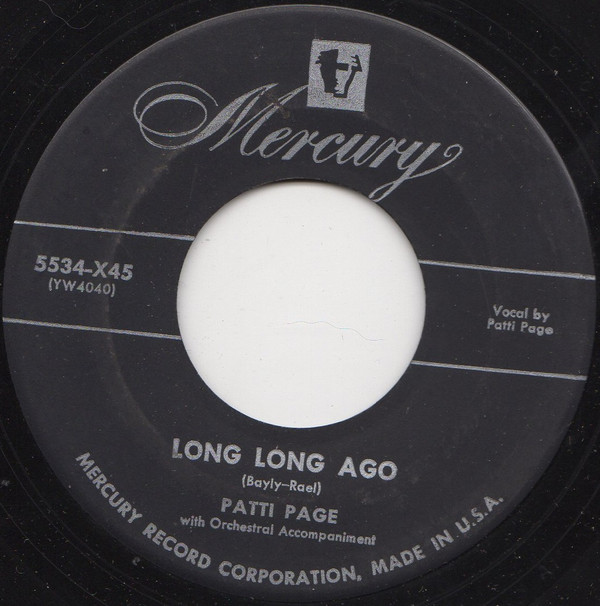 Mercury
5534-X45
(YW4040)
Vocal by
Patti Page
LONG LONG AGO
(Bayly-Rael)
PATTI PAGE
with Orchestral Accompaniment
MERCURY RECORD CORPORATION, MADE IN U.S.A.